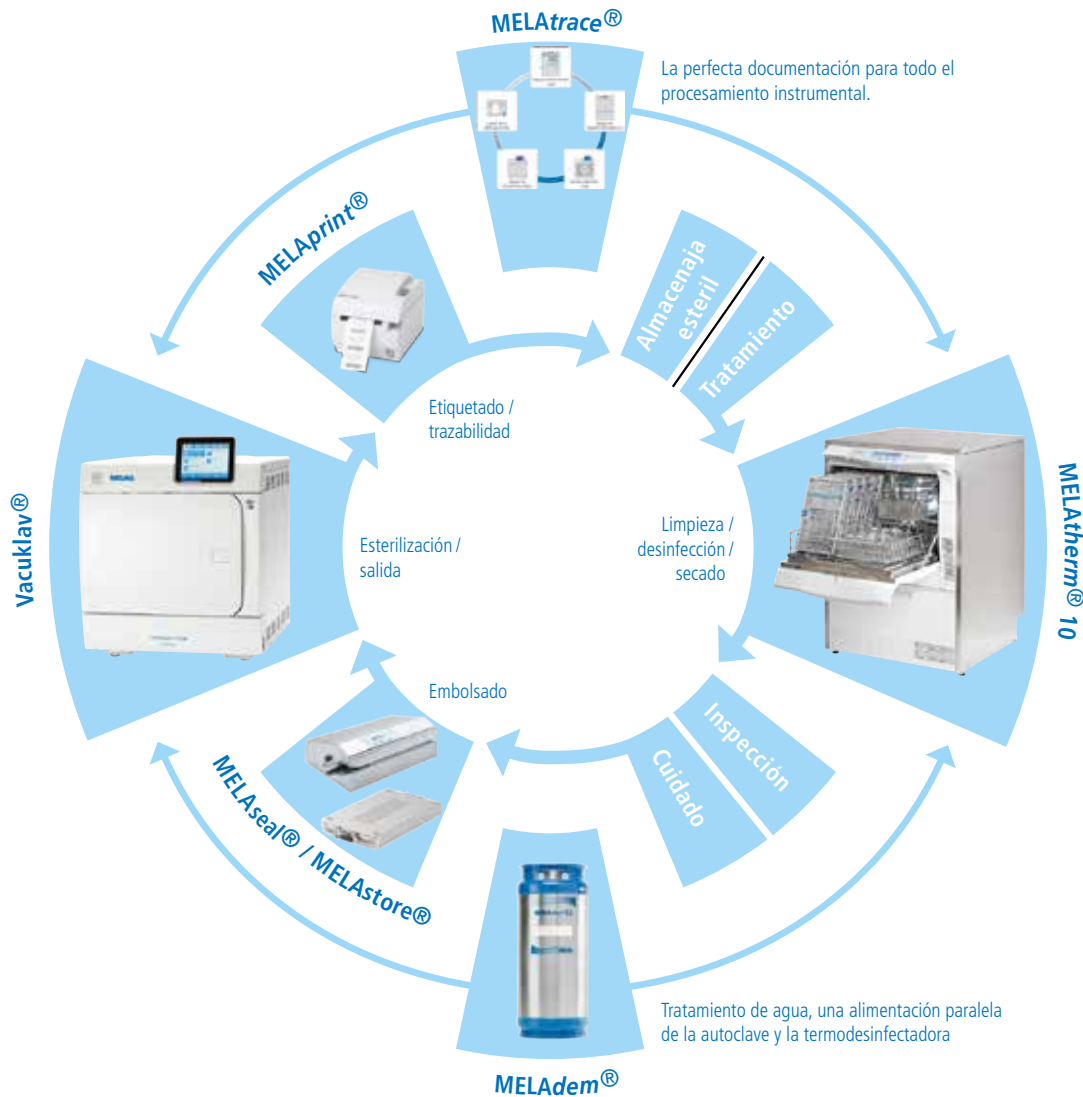 MELAtrace®
La perfecta documentación para todo el
procesamiento instrumental.
MELAprint®
Almacenaja
esteril
Tratamiento
Etiquetado /
trazabilidad
Vacuklav®
MELAG
Esterilización /
salida
Limpieza /
desinfección /
secado
MELAtherm® 10
Embolsado
Inspección
Cuidado
MELAseal® / MELAstore®
Tratamiento de agua, una alimentación paralela
de la autoclave y la termodesinfectadora
MELAdem®